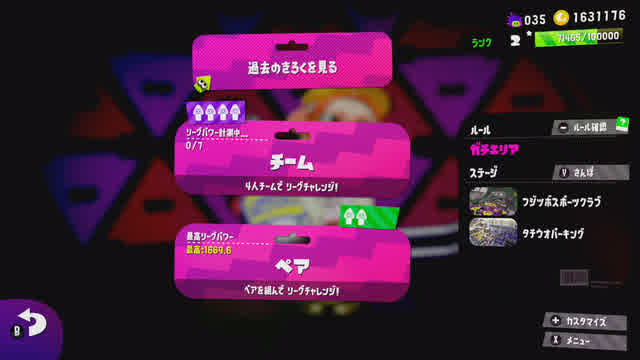 035
1631176
ランク
2
71465/100000
過去のきろくを見る
リーグパワー計測中...
0/7
チーム
4人チームで リーグチャレンジ!
最高リーグパワー
最高:1689.6
ペア
ペアを組んで リーグチャレンジ!
ルール
− ルール確認
?
ガチエリア
ステージ
Y さんぽ
フジツボスポーツクラブ
タチウオパーキング
B
+ カスタマイズ
X メニュー